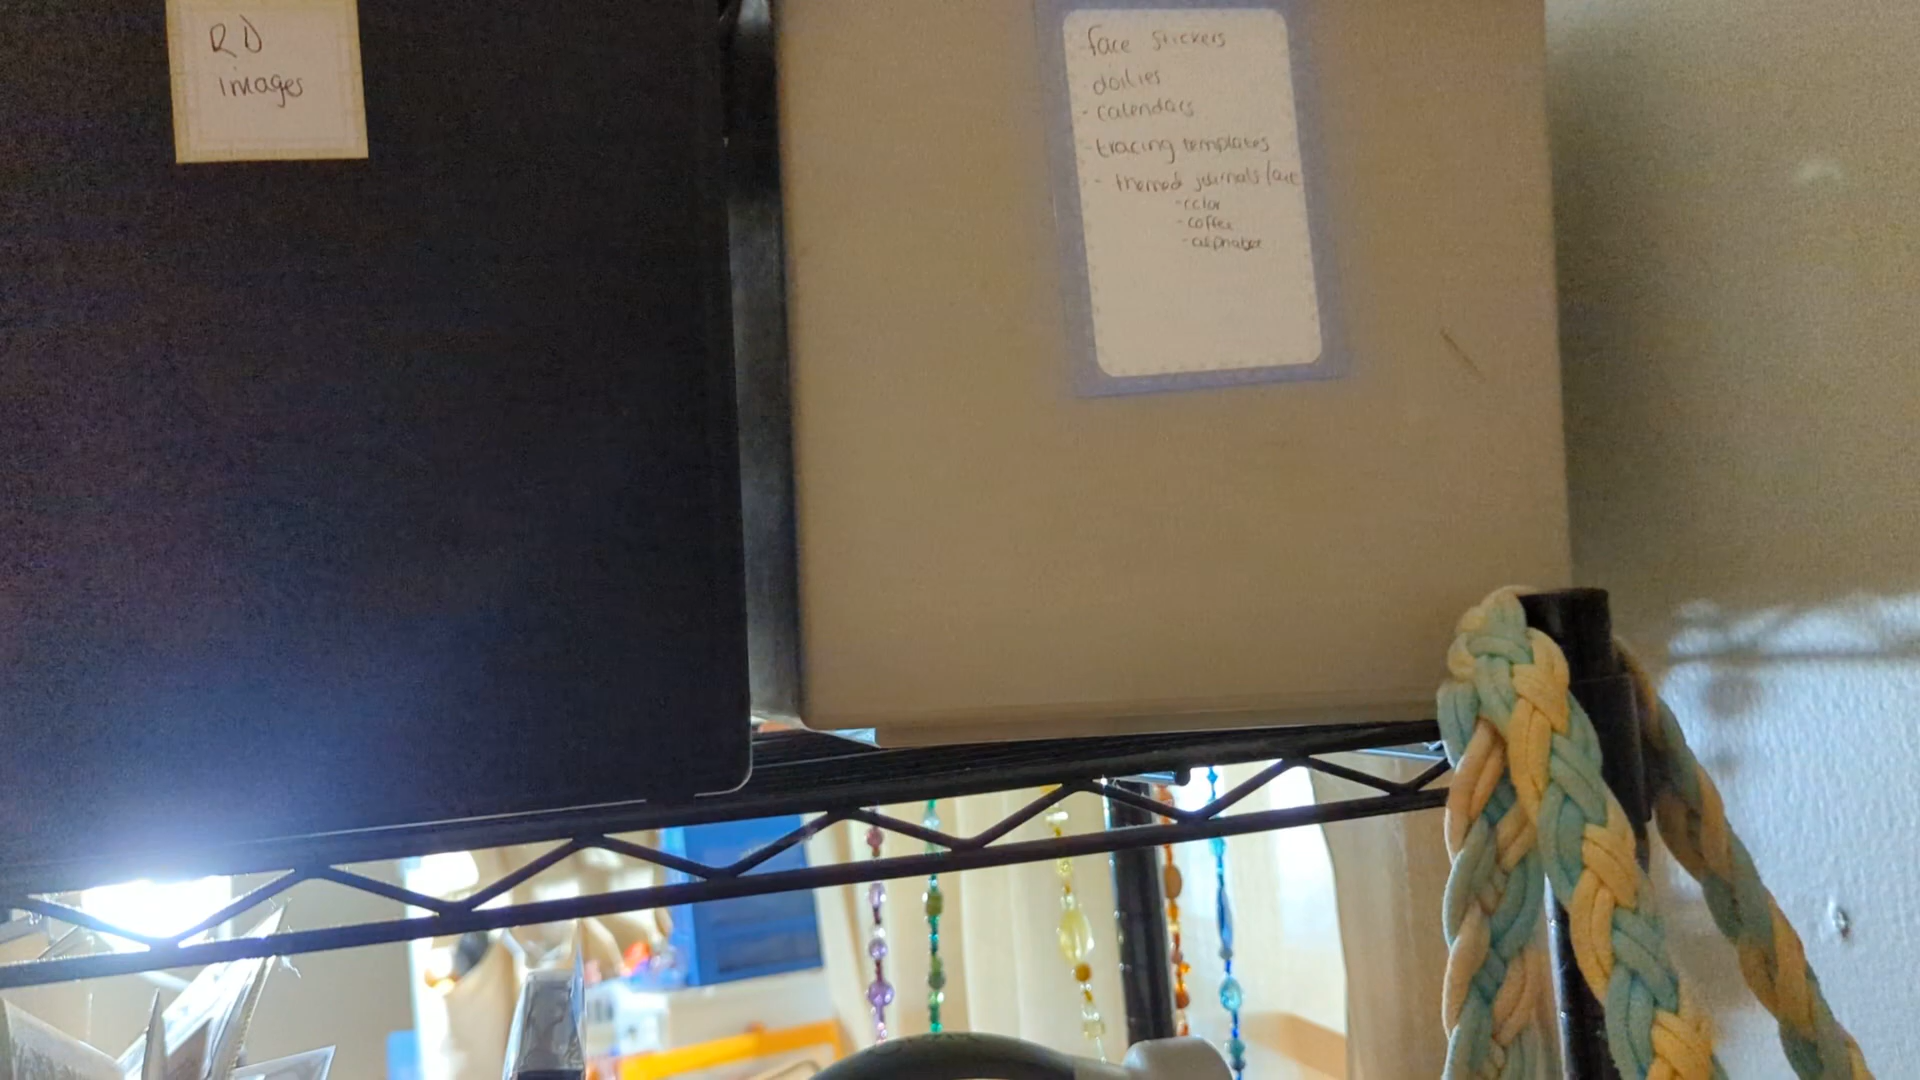 RD
images
-face stickers
doilies
- calendars
-tracing templates
- themed journals/art
-color
-coffee
-alphabet